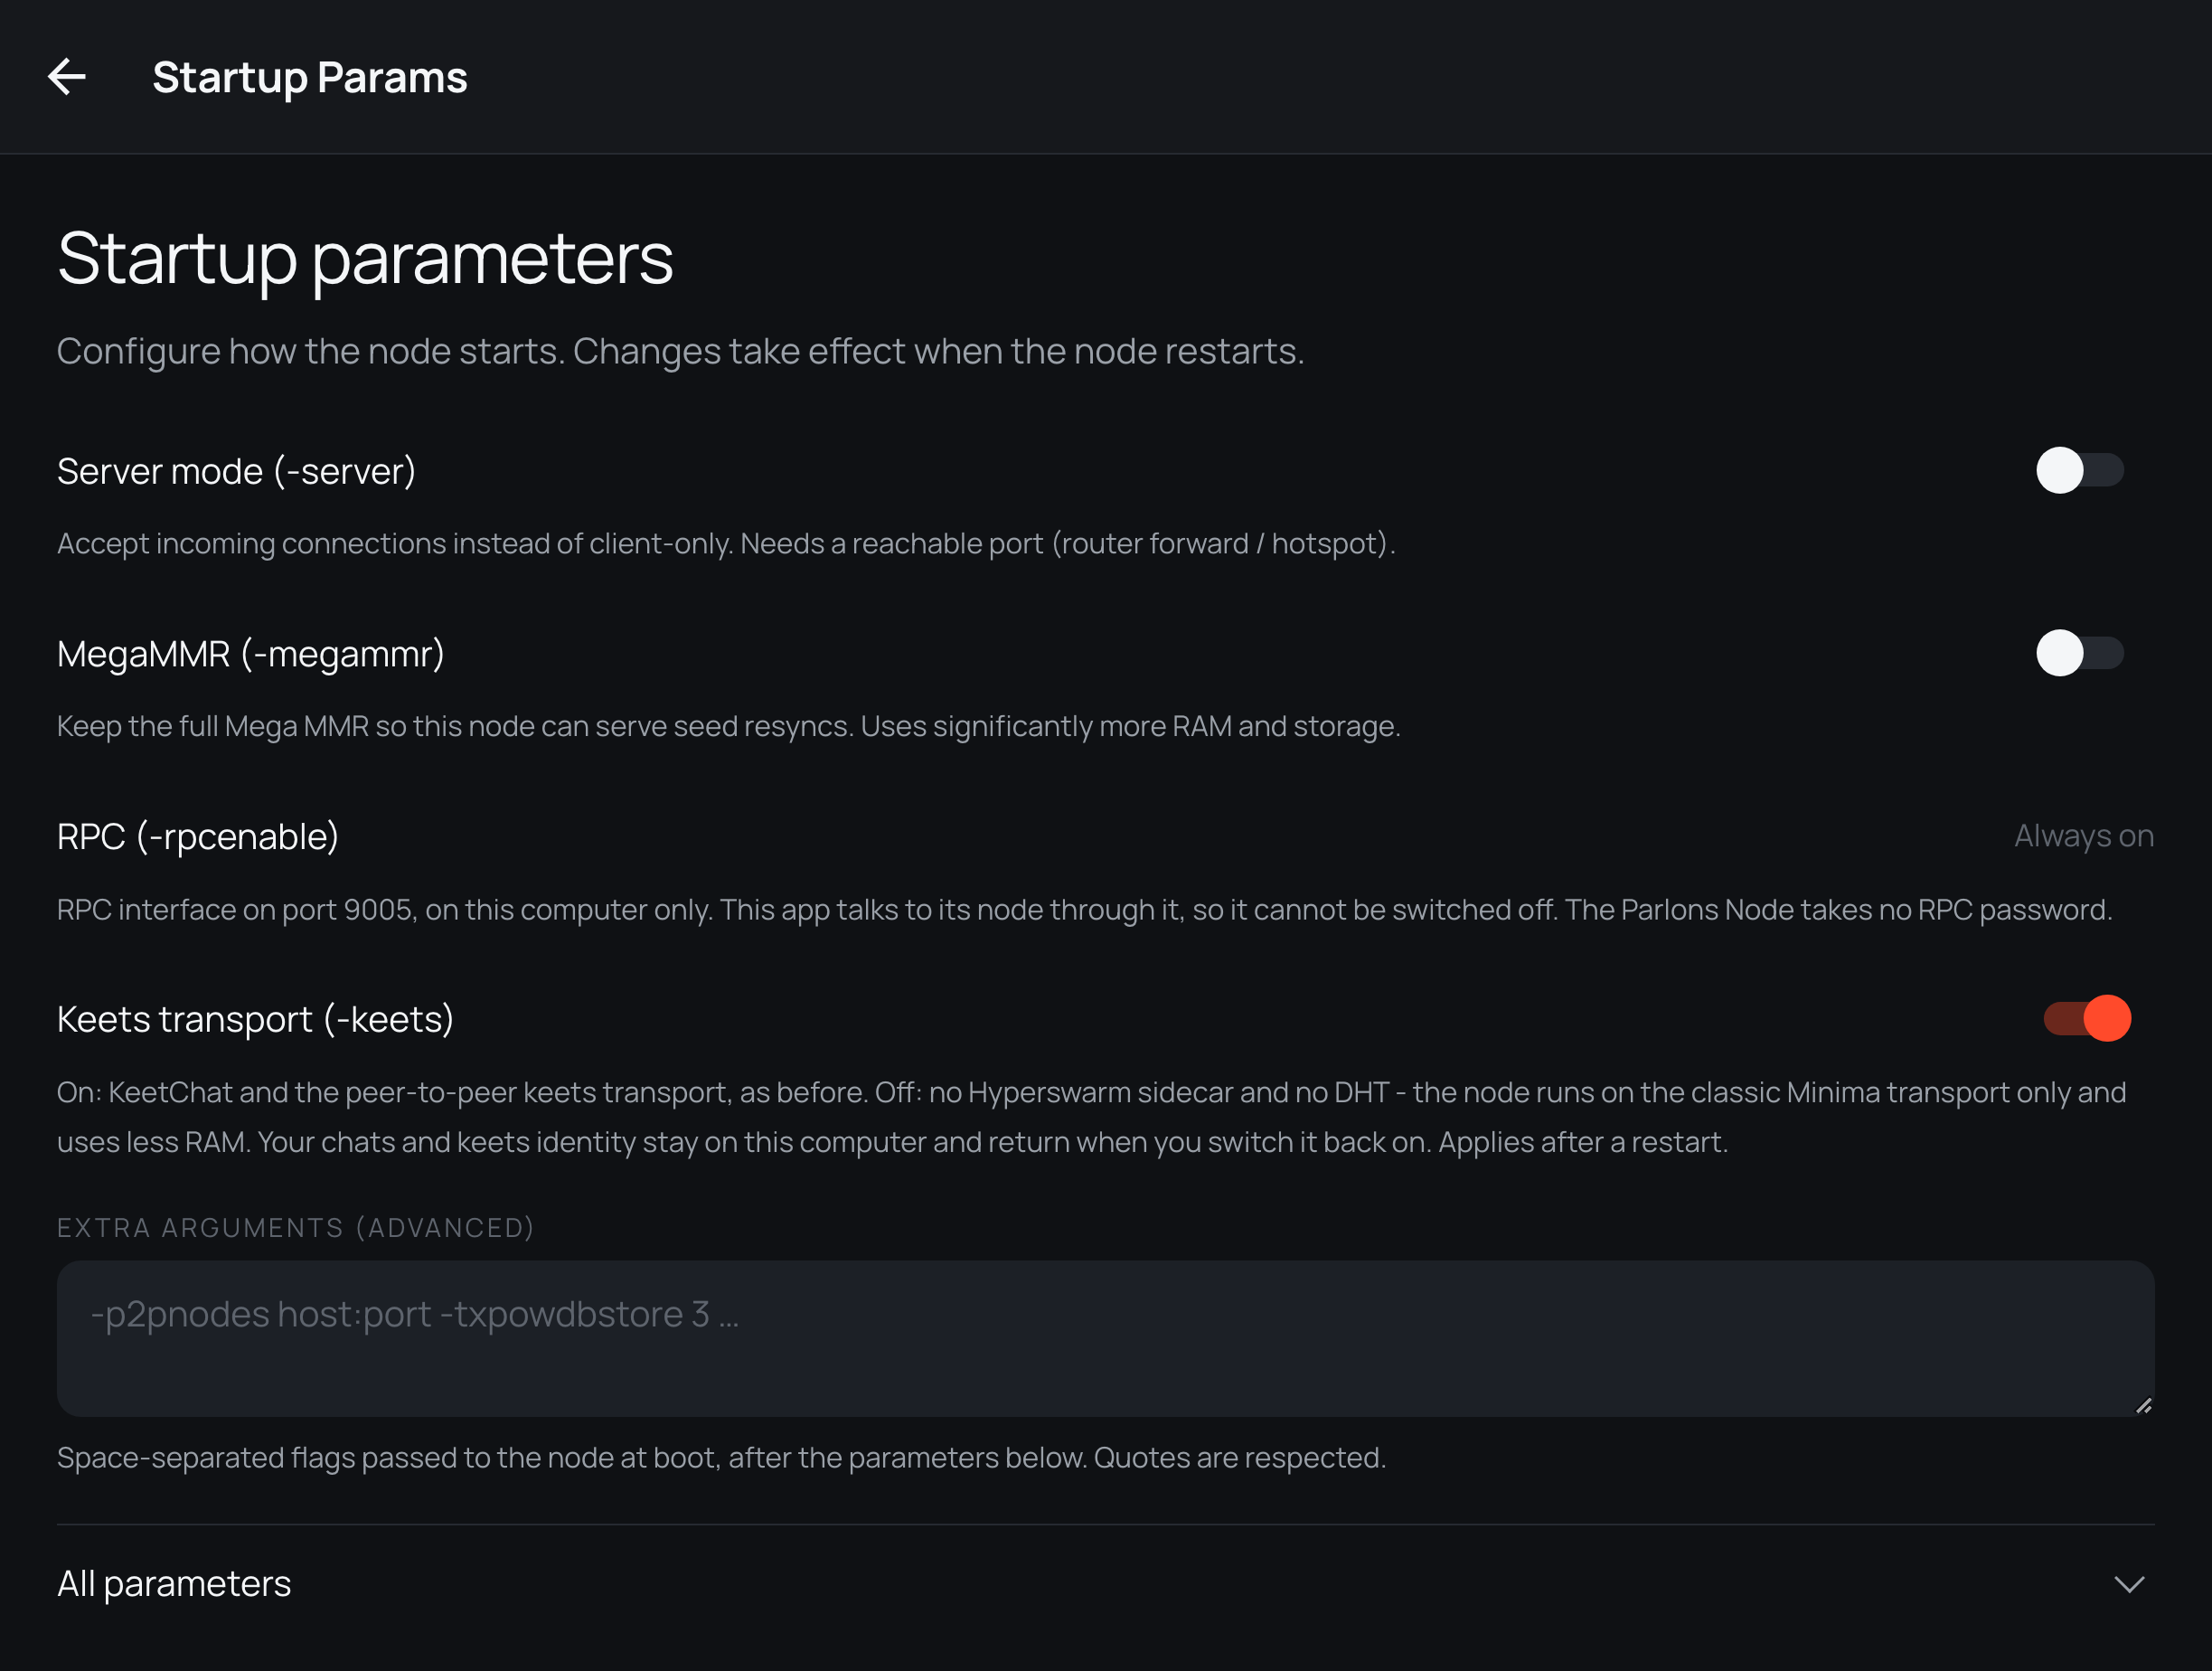 Startup Params
Startup parameters
Configure how the node starts. Changes take effect when the node restarts.
Server mode (-server)
Accept incoming connections instead of client-only. Needs a reachable port (router forward / hotspot).
MegaMMR (-megammr)
Keep the full Mega MMR so this node can serve seed resyncs. Uses significantly more RAM and storage.
RPC (-rpcenable)
Always on
RPC interface on port 9005, on this computer only. This app talks to its node through it, so it cannot be switched off. The Parlons Node takes no RPC password.
Keets transport (-keets)
On: KeetChat and the peer-to-peer keets transport, as before. Off: no Hyperswarm sidecar and no DHT - the node runs on the classic Minima transport only and
uses less RAM. Your chats and keets identity stay on this computer and return when you switch it back on. Applies after a restart.
EXTRA ARGUMENTS (ADVANCED)
-p2pnodes host:port -txpowdbstore 3 ...
Space-separated flags passed to the node at boot, after the parameters below. Quotes are respected.
All parameters